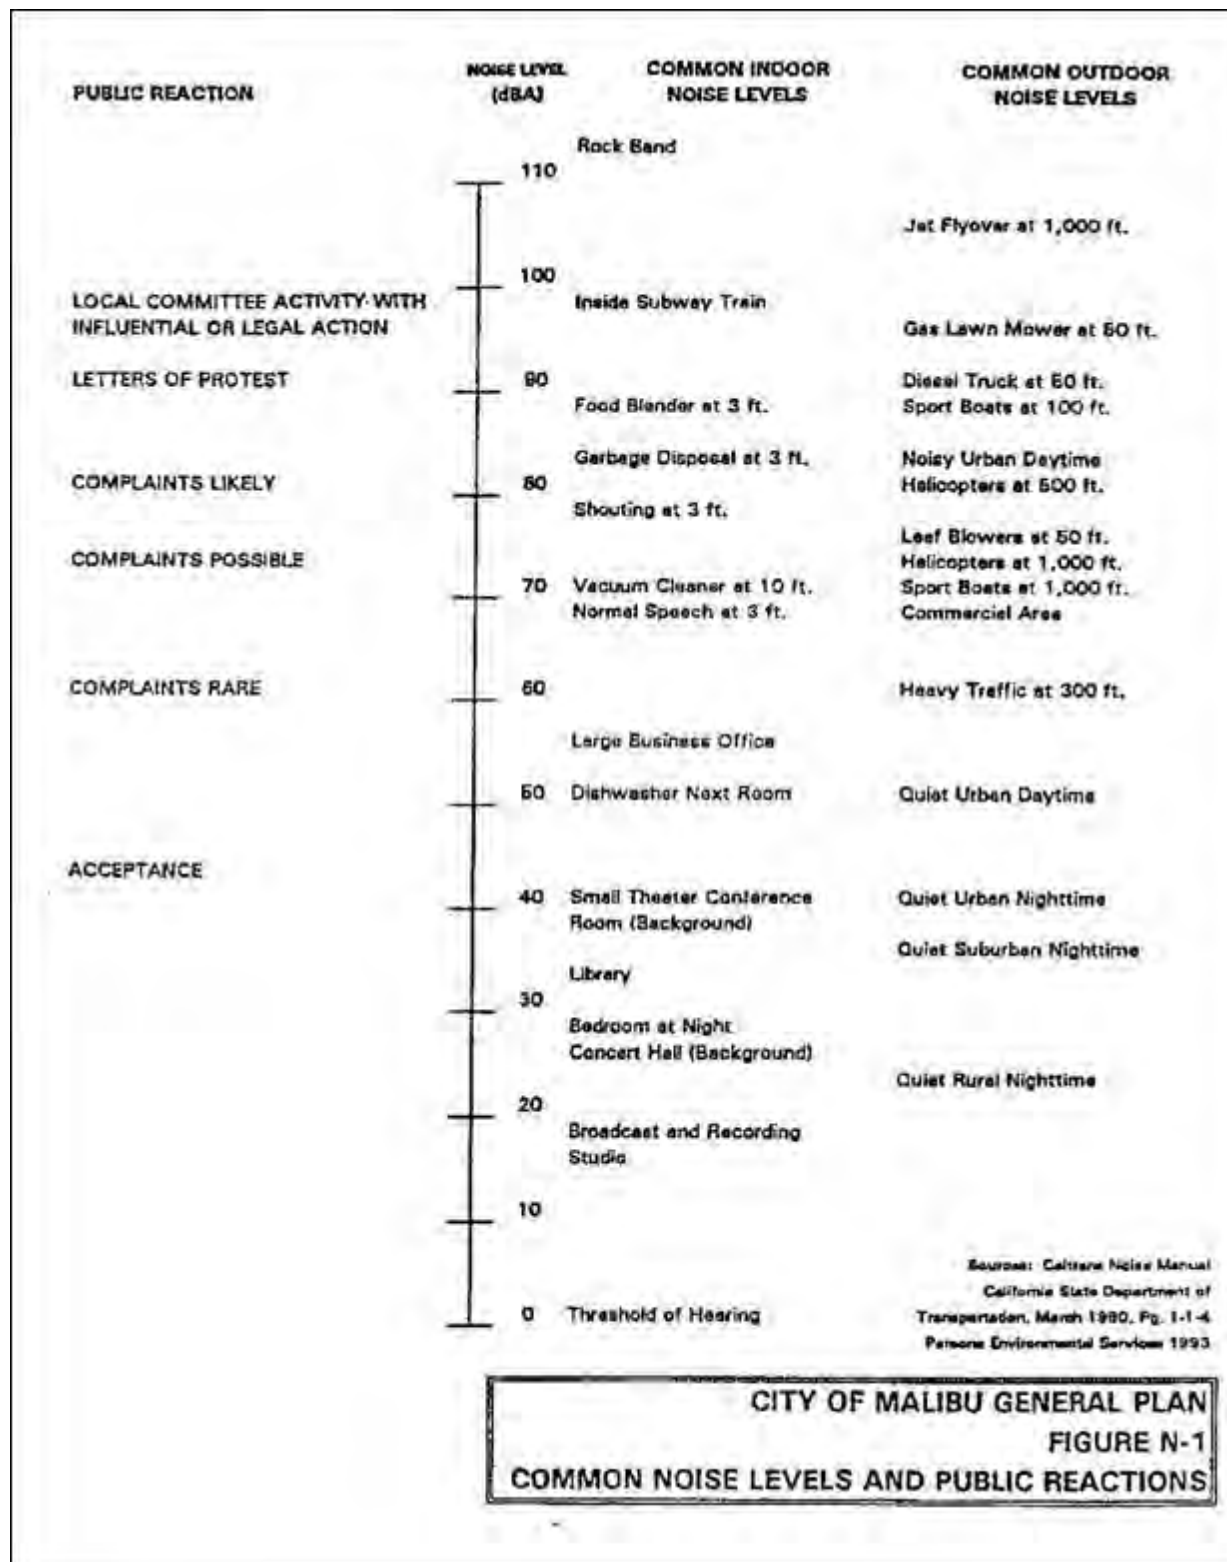 PUBLIC REACTION
NOISE LEVEL
(dBA)
COMMON INDOOR
NOISE LEVELS
COMMON OUTDOOR
NOISE LEVELS
Rock Band
110
Jet Flyover at 1,000 ft.
100
LOCAL COMMITTEE ACTIVITY WITH
INFLUENTIAL OR LEGAL ACTION
Inside Subway Train
Gas Lawn Mower at 50 ft.
LETTERS OF PROTEST
90
Diesel Truck at 50 ft.
Food Blender at 3 ft.
Sport Boats at 100 ft.
Garbage Disposal at 3 ft.
Noisy Urban Daytime
COMPLAINTS LIKELY
80
Helicopters at 500 ft.
Shouting at 3 ft.
Leaf Blowers at 50 ft.
COMPLAINTS POSSIBLE
Helicopters at 1,000 ft.
70
Vacuum Cleaner at 10 ft.
Sport Boats at 1,000 ft.
Normal Speech at 3 ft.
Commercial Area
COMPLAINTS RARE
60
Heavy Traffic at 300 ft.
Large Business Office
50
Dishwasher Next Room
Quiet Urban Daytime
ACCEPTANCE
40
Small Theater Conference
Room (Background)
Quiet Urban Nighttime
Quiet Suburban Nighttime
Library
30
Bedroom at Night
Concert Hall (Background)
Quiet Rural Nighttime
20
Broadcast and Recording
Studio
10
0
Threshold of Hearing
Sources: Caltrans Noise Manual
California State Department of
Transportation, March 1980, Pg. 1-1-4
Parsons Environmental Services 1993
CITY OF MALIBU GENERAL PLAN
FIGURE N-1
COMMON NOISE LEVELS AND PUBLIC REACTIONS